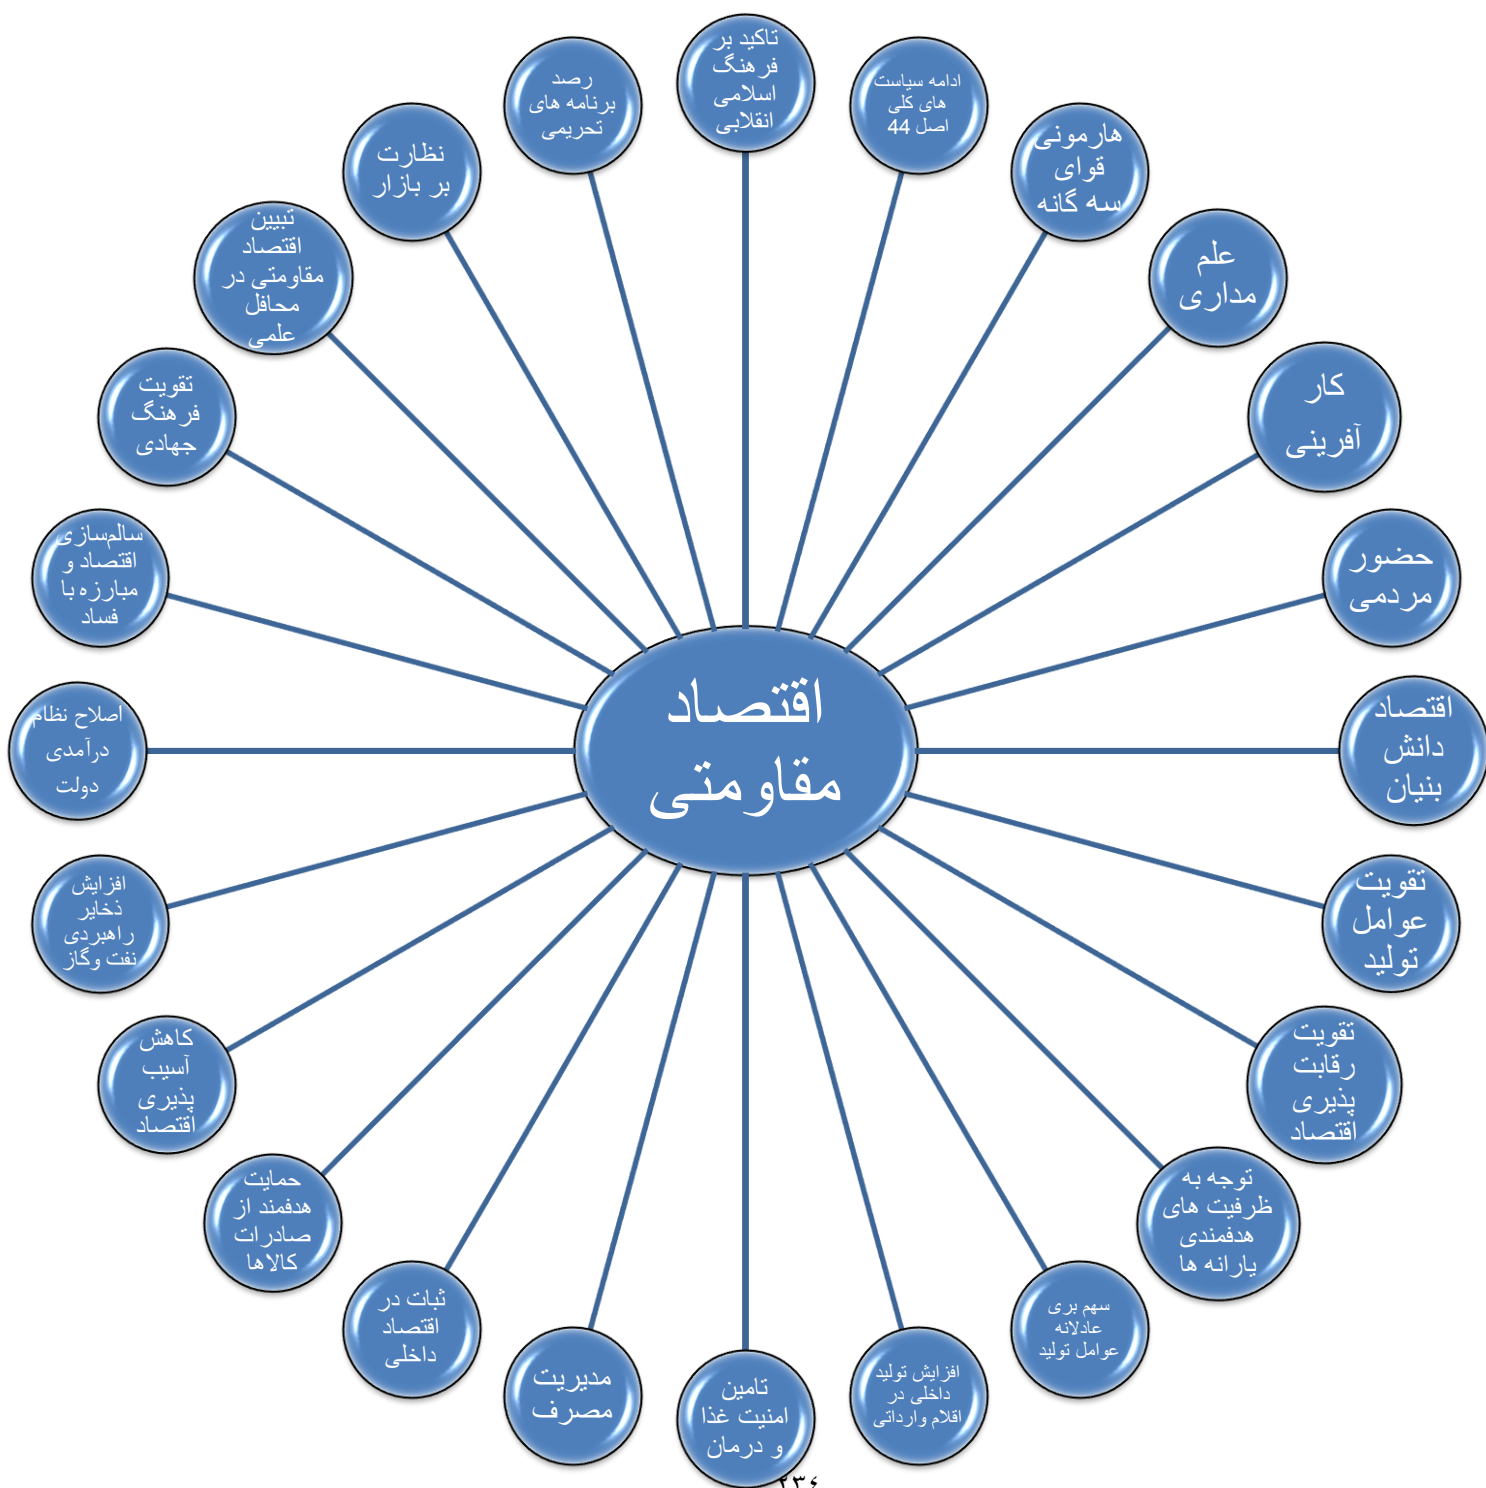 تاکید بر
فرهنگ
اسلامی
انقلابی
ادامه سیاست
های کلی
اصل 44
هارمونی
قوای
سه گانه
علم
مداری
کار
آفرینی
حضور
مردمی
اقتصاد
دانش
بنیان
تقویت
عوامل
تولید
تقویت
رقابت
پذیری
اقتصاد
توجه به
ظرفیت های
هدفمندی
یارانه ها
سهم بری
عادلانه
عوامل تولید
افزایش تولید
داخلی در
اقلام وارداتی
تامین
امنیت غذا
و درمان
مدیریت
مصرف
ثبات در
اقتصاد
داخلی
حمایت
هدفمند از
صادرات
کالاها
کاهش
آسیب
پذیری
اقتصاد
افزایش
ذخایر
راهبردی
نفت وگاز
اصلاح نظام
درآمدی
دولت
سالم‌سازی
اقتصاد و
مبارزه با
فساد
تقویت
فرهنگ
جهادی
تبیین
اقتصاد
مقاومتی در
محافل
علمی
نظارت
بر بازار
رصد
برنامه های
تحریمی
اقتصاد
مقاومتی
۲۳۶